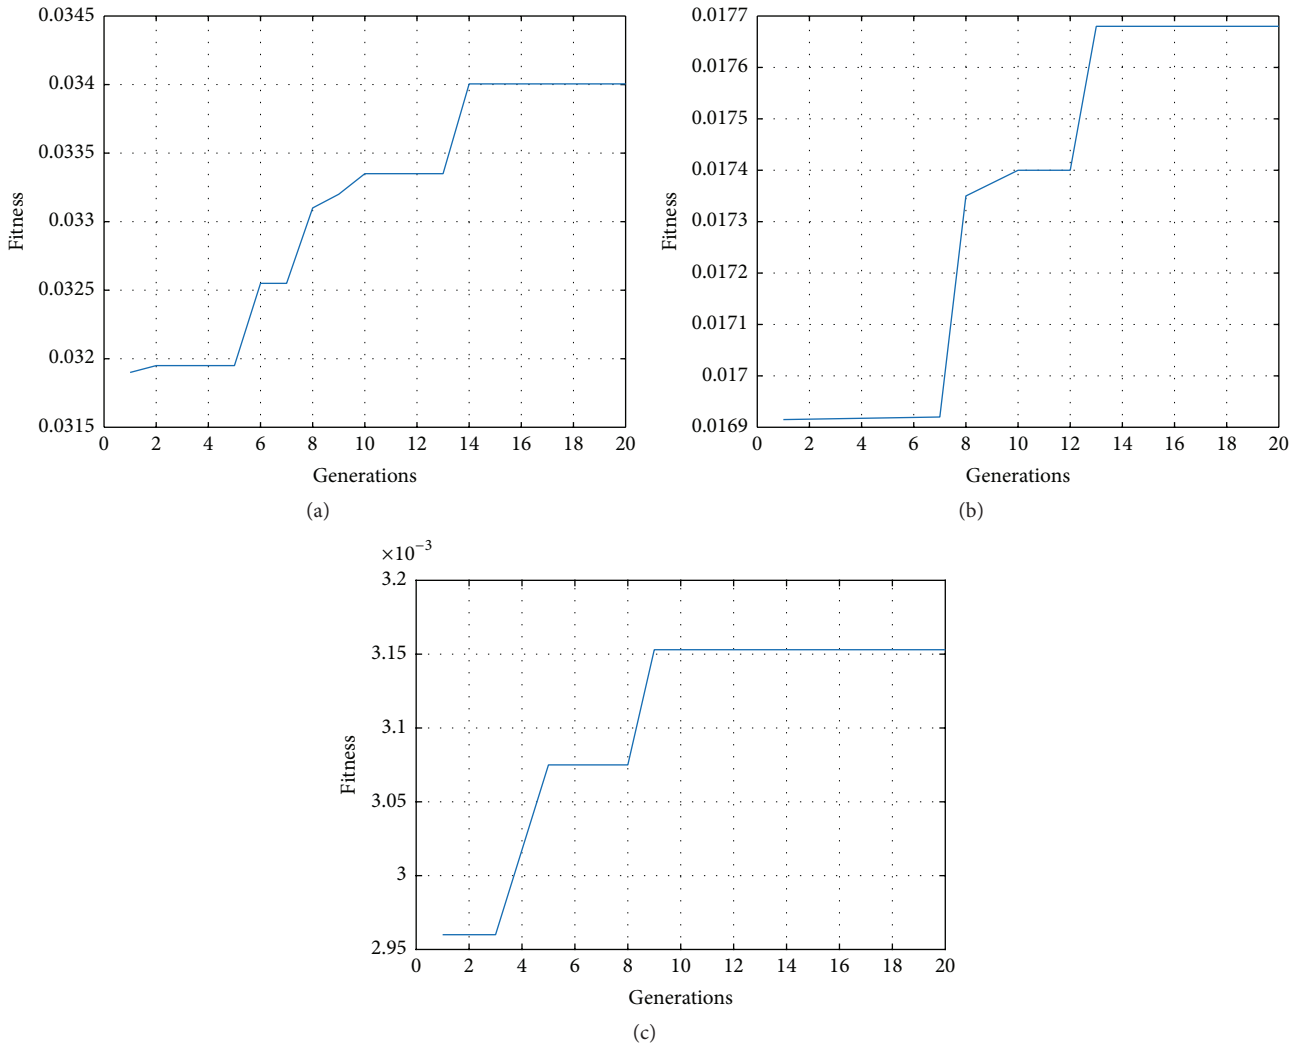 0.0345
0.034
0.0335
0.033
0.0325
0.032
0.0315
Fitness
0 2 4 6 8 10 12 14 16 18 20
Generations
(a)
0.0177
0.0176
0.0175
0.0174
0.0173
0.0172
0.0171
0.017
0.0169
Fitness
0 2 4 6 8 10 12 14 16 18 20
Generations
(b)
×10⁻³
3.2
3.15
3.1
3.05
3
2.95
Fitness
0 2 4 6 8 10 12 14 16 18 20
Generations
(c)